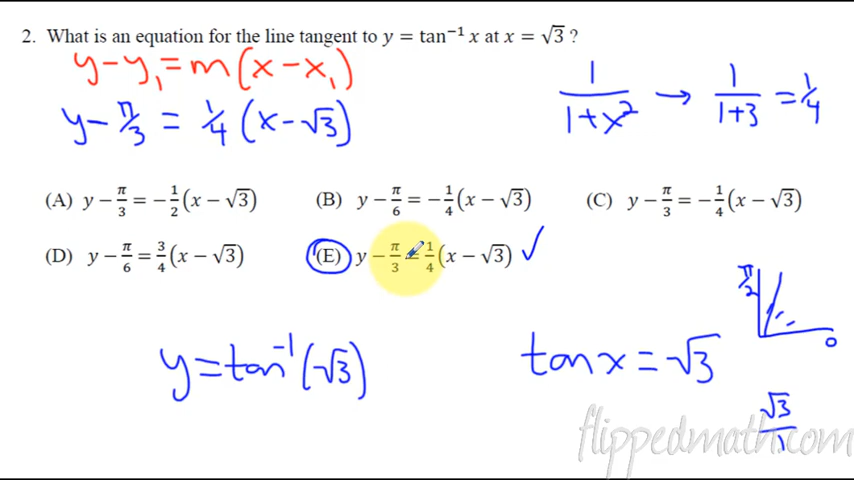 2. What is an equation for the line tangent to y = tan⁻¹ x at x = √3 ?
y - y₁ = m(x - x₁)
1/(1+x²) → 1/(1+3) = 1/4
y - π/3 = 1/4 (x - √3)
(A) y - π/3 = -1/2(x - √3) (B) y - π/6 = -1/4(x - √3) (C) y - π/3 = -1/4(x - √3)
(D) y - π/6 = 3/4(x - √3) (E) y - π/3 = 1/4(x - √3) ✓
π/2
0
y = tan⁻¹(√3)
tan x = √3
√3/1
flippedmath.com